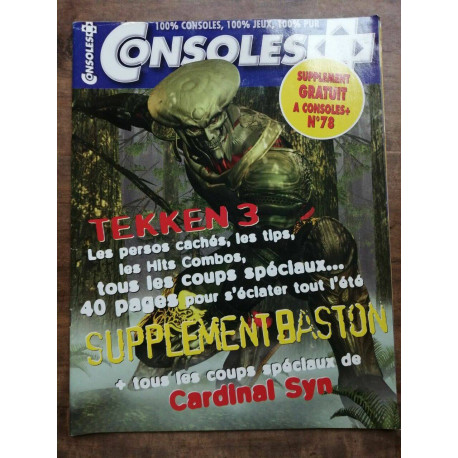 100% CONSOLES, 100% JEUX, 100% PUR
CONSOLES+
CONSOLES+
SUPPLEMENT
GRATUIT
A CONSOLES+
N°78
TEKKEN 3
Les persos cachés, les tips,
les Hits Combos,
tous les coups spéciaux...
40 pages pour s'éclater tout l'été
SUPPLEMENT BASTON
+ tous les coups spéciaux de
Cardinal Syn